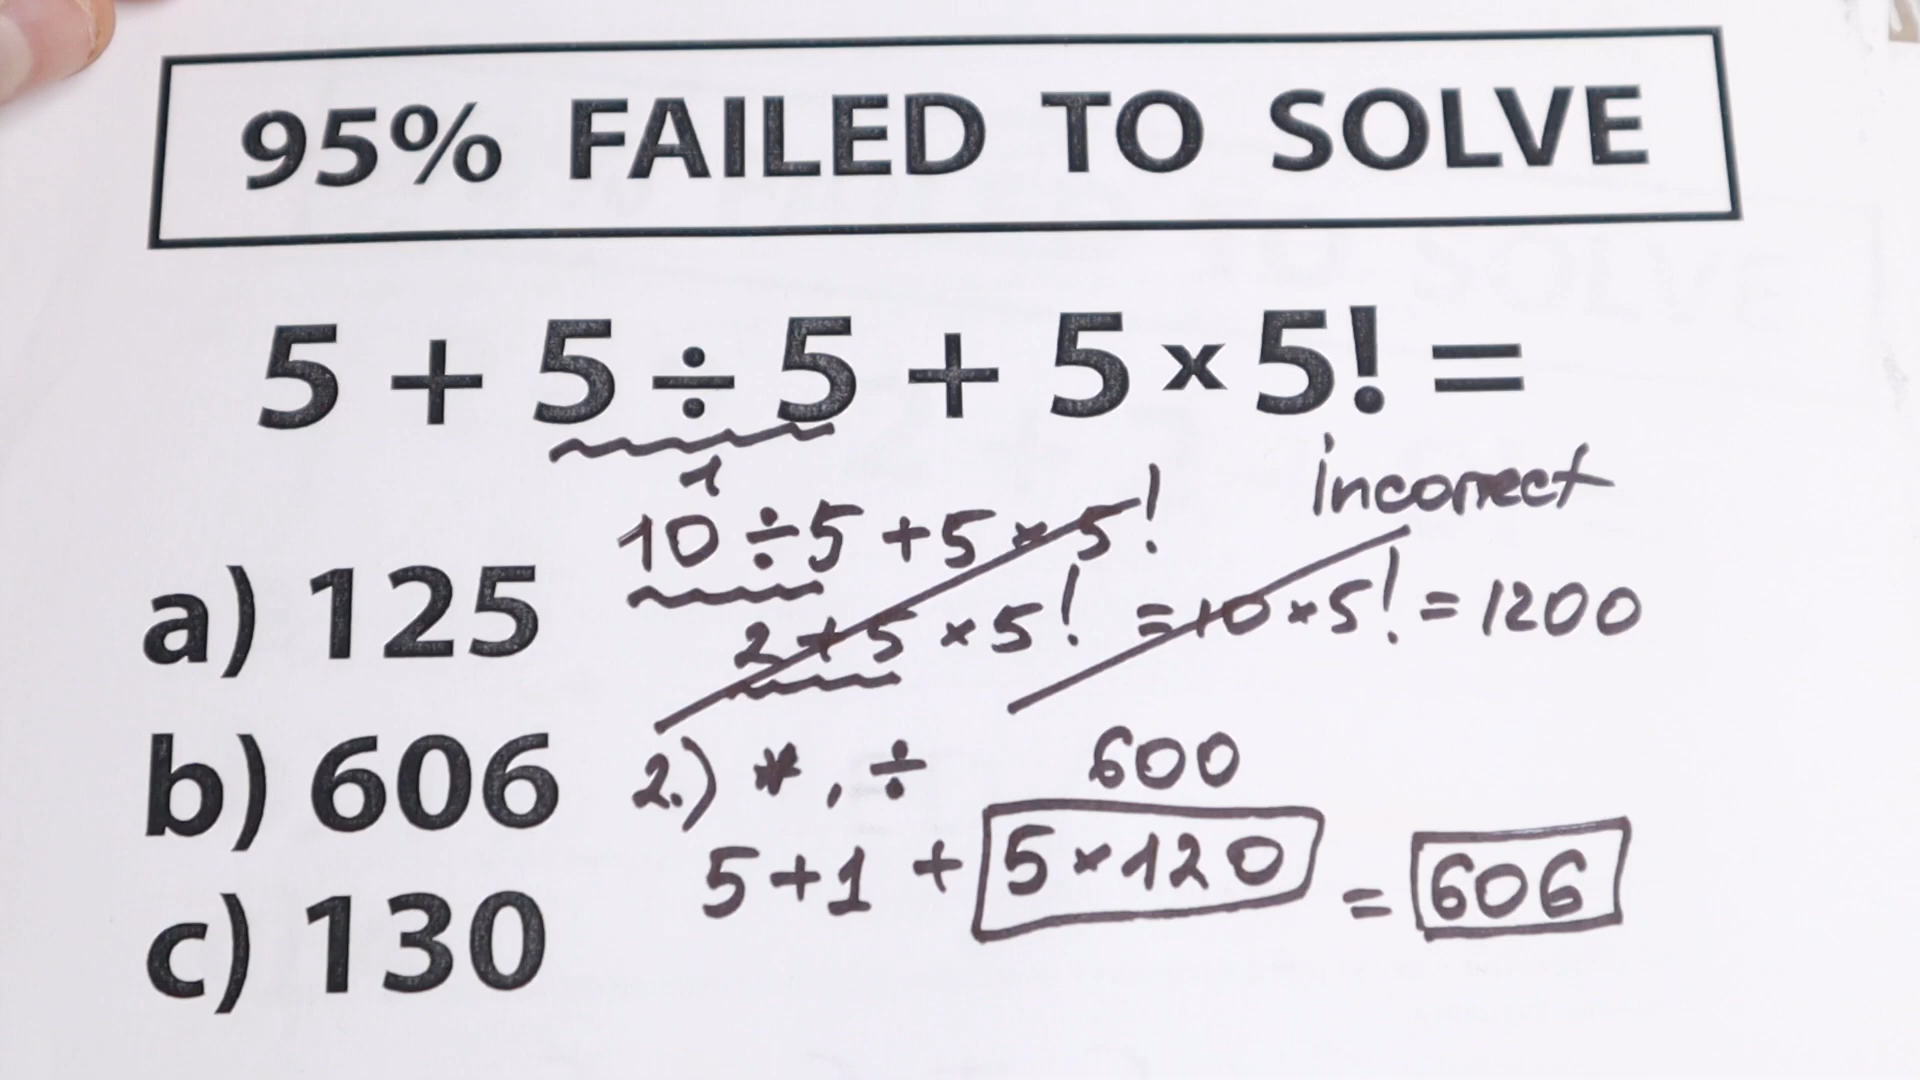 95% FAILED TO SOLVE
5 + 5 ÷ 5 + 5 × 5! =
1
incorrect
10 ÷ 5 + 5 × 5!
2 + 5 × 5! = 10 × 5! = 1200
a) 125
b) 606
c) 130
2.) *, ÷
600
5 + 1 + 5 × 120 = 606